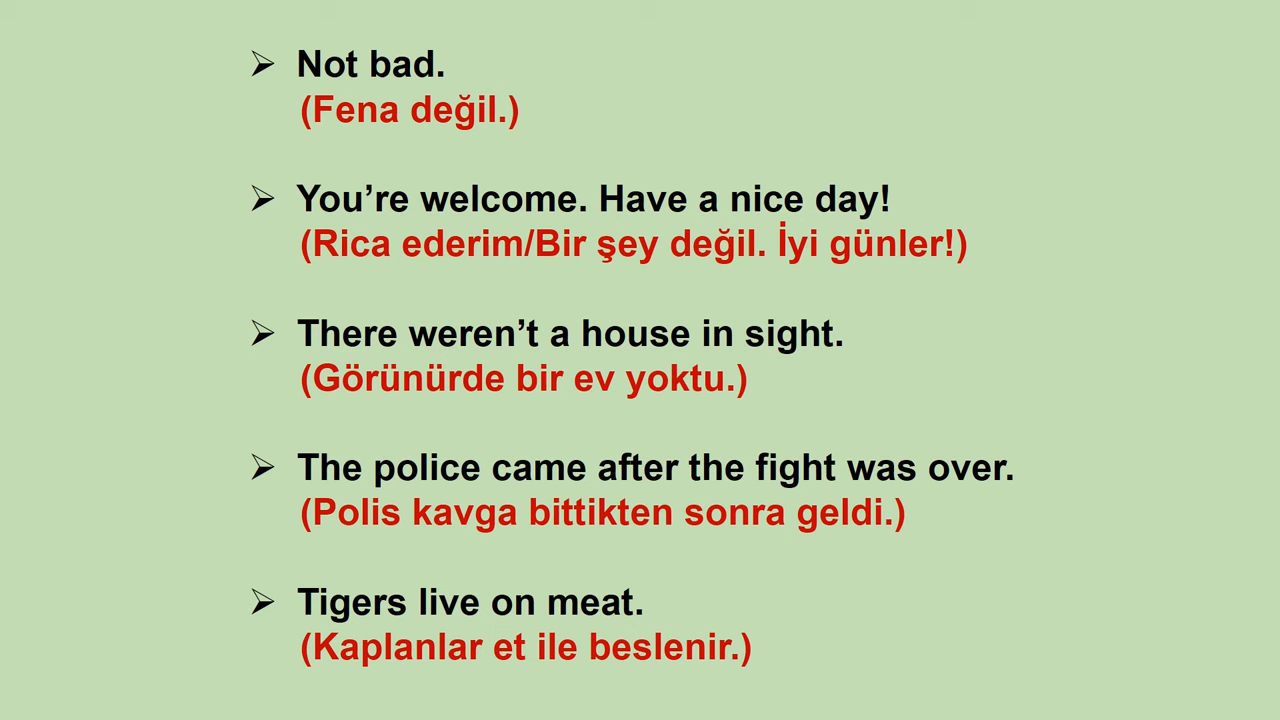 ➢ Not bad.
(Fena değil.)
➢ You’re welcome. Have a nice day!
(Rica ederim/Bir şey değil. İyi günler!)
➢ There weren’t a house in sight.
(Görünürde bir ev yoktu.)
➢ The police came after the fight was over.
(Polis kavga bittikten sonra geldi.)
➢ Tigers live on meat.
(Kaplanlar et ile beslenir.)